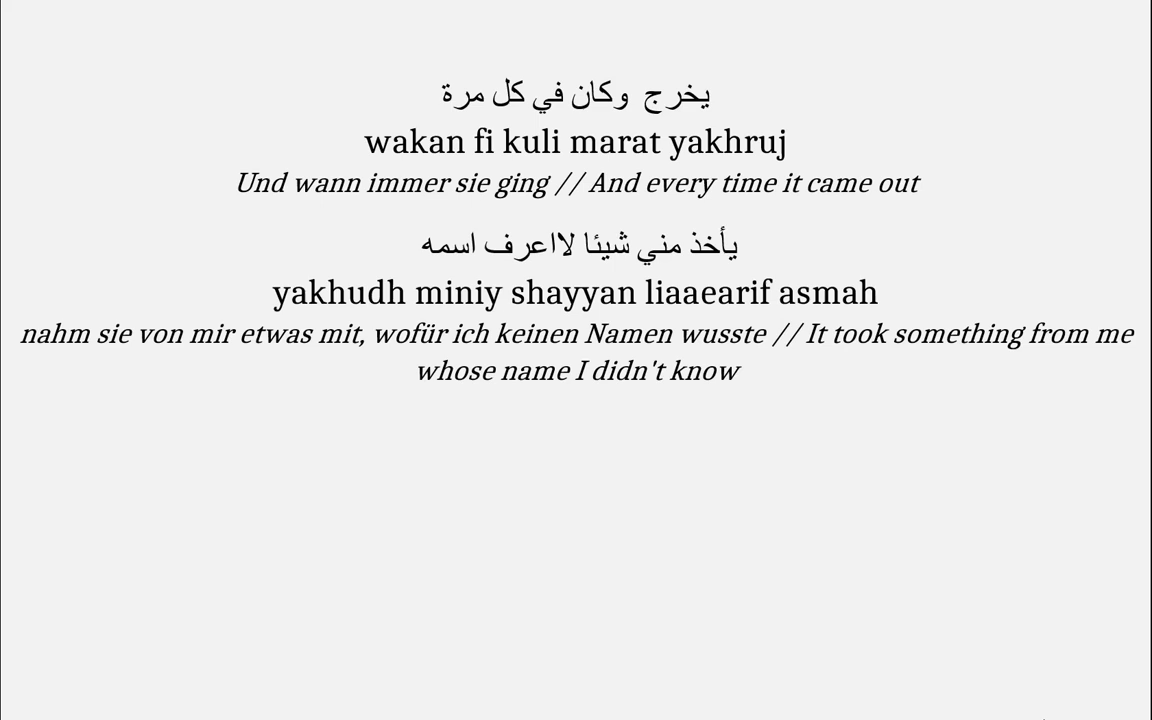 يخرج وكان في كل مرة
wakan fi kuli marat yakhruj
Und wann immer sie ging // And every time it came out
يأخذ مني شيئا لااعرف اسمه
yakhudh miniy shayyan liaaearif asmah
nahm sie von mir etwas mit, wofür ich keinen Namen wusste // It took something from me
whose name I didn't know